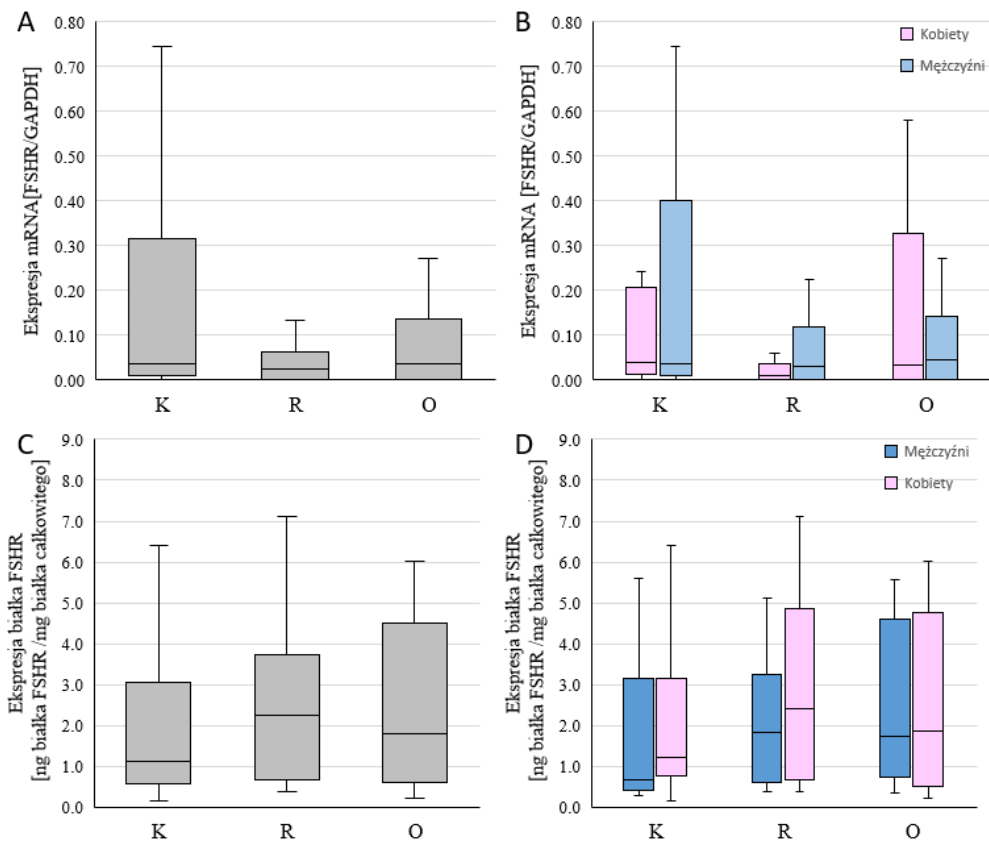 A
Ekspresja mRNA[FSHR/GAPDH]
0.80
0.70
0.60
0.50
0.40
0.30
0.20
0.10
0.00
K R O
B
Kobiety
Mężczyźni
Ekspresja mRNA [FSHR/GAPDH]
0.80
0.70
0.60
0.50
0.40
0.30
0.20
0.10
0.00
K R O
C
Ekspresja białka FSHR
[ng białka FSHR /mg białka całkowitego]
9.0
8.0
7.0
6.0
5.0
4.0
3.0
2.0
1.0
0.0
K R O
D
Mężczyźni
Kobiety
Ekspresja białka FSHR
[ng białka FSHR /mg białka całkowitego]
9.0
8.0
7.0
6.0
5.0
4.0
3.0
2.0
1.0
0.0
K R O